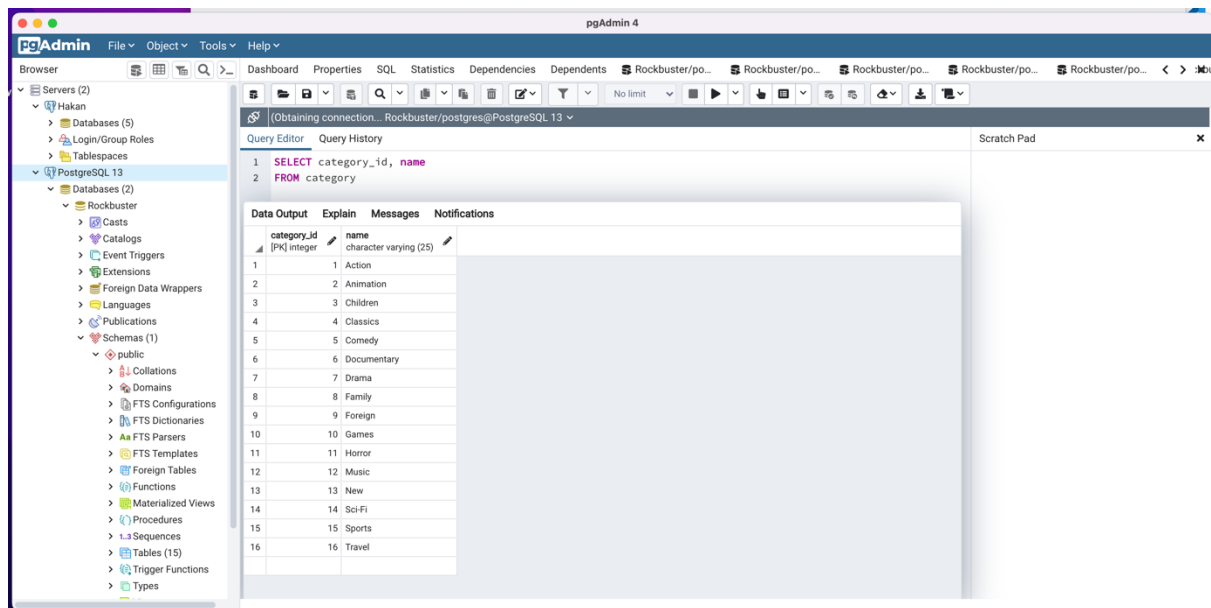 pgAdmin 4
pgAdmin File Object Tools Help
Browser Dashboard Properties SQL Statistics Dependencies Dependents Rockbuster/po... Rockbuster/po... Rockbuster/po... Rockbuster/po... Rockbuster/po...
Servers (2)
Hakan
Databases (5)
Login/Group Roles
Tablespaces
PostgreSQL 13
Databases (2)
Rockbuster
Casts
Catalogs
Event Triggers
Extensions
Foreign Data Wrappers
Languages
Publications
Schemas (1)
public
Collations
Domains
FTS Configurations
FTS Dictionaries
FTS Parsers
FTS Templates
Foreign Tables
Functions
Materialized Views
Procedures
1..3 Sequences
Tables (15)
Trigger Functions
Types
No limit
(Obtaining connection... Rockbuster/postgres@PostgreSQL 13
Query Editor Query History Scratch Pad
1 SELECT category_id, name
2 FROM category
Data Output Explain Messages Notifications
category_id name
[PK] integer character varying (25)
1 1 Action
2 2 Animation
3 3 Children
4 4 Classics
5 5 Comedy
6 6 Documentary
7 7 Drama
8 8 Family
9 9 Foreign
10 10 Games
11 11 Horror
12 12 Music
13 13 New
14 14 Sci-Fi
15 15 Sports
16 16 Travel